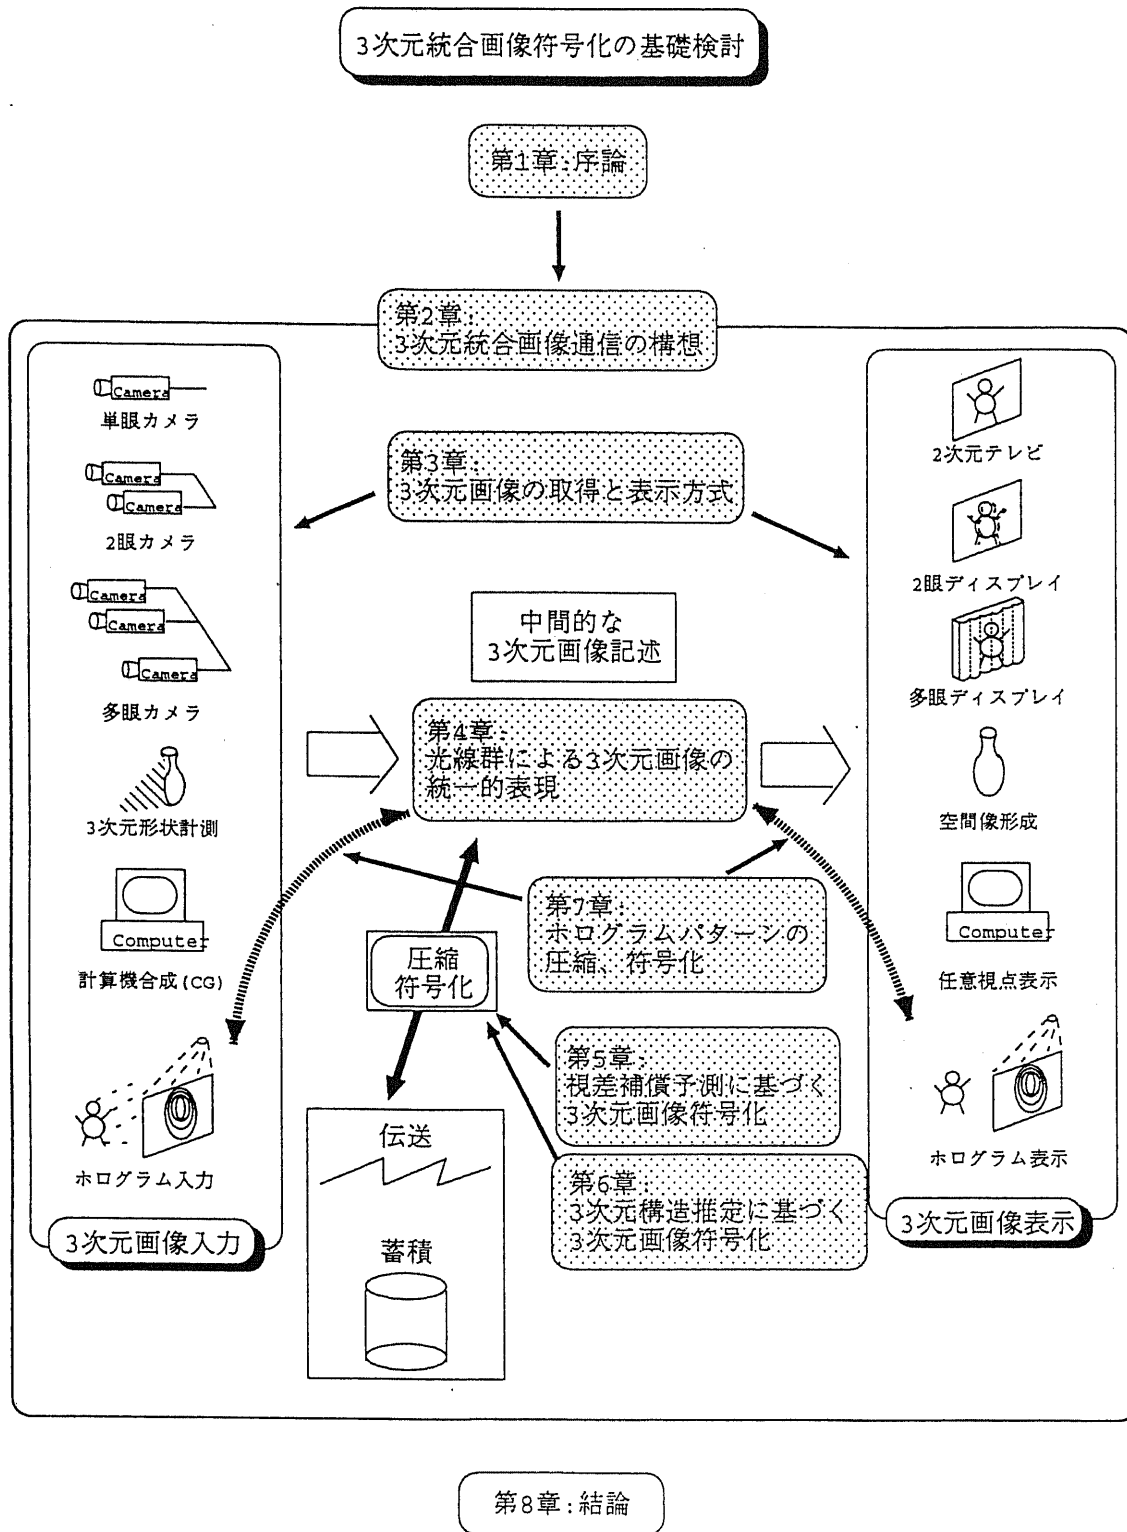 3次元統合画像符号化の基礎検討
第1章:序論
第2章:
3次元統合画像通信の構想
Camera
単眼カメラ
Camera
Camera
2眼カメラ
Camera
Camera
Camera
多眼カメラ
3次元形状計測
Computer
計算機合成(CG)
ホログラム入力
3次元画像入力
第3章:
3次元画像の取得と表示方式
中間的な
3次元画像記述
第4章:
光線群による3次元画像の
統一的表現
第7章:
ホログラムパターンの
圧縮、符号化
圧縮
符号化
第5章:
視差補償予測に基づく
3次元画像符号化
第6章:
3次元構造推定に基づく
3次元画像符号化
伝送
蓄積
2次元テレビ
2眼ディスプレイ
多眼ディスプレイ
空間像形成
Computer
任意視点表示
ホログラム表示
3次元画像表示
第8章:結論